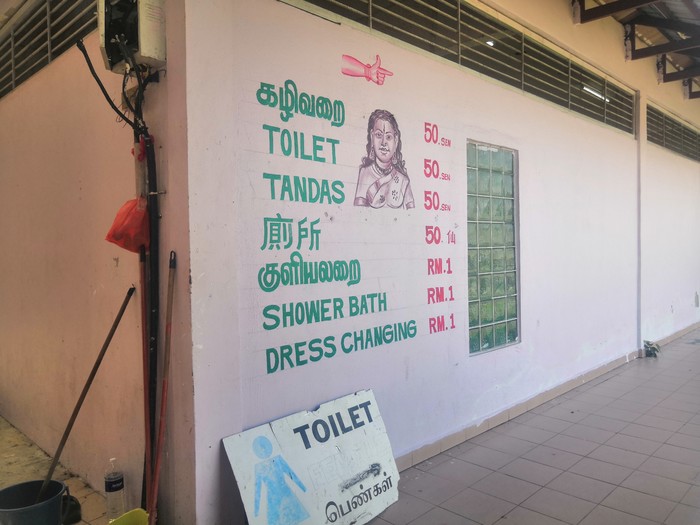 கழிவறை 50.SEN
TOILET 50.SEN
TANDAS 50.SEN
厠所 50.仙
குளியலறை RM.1
SHOWER BATH RM.1
DRESS CHANGING RM.1
TOILET
பெண்கள்